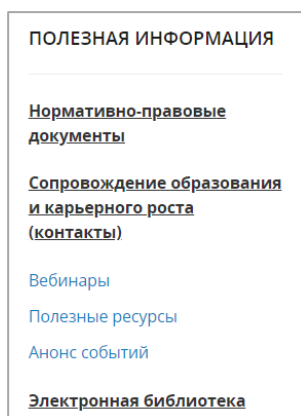 ПОЛЕЗНАЯ ИНФОРМАЦИЯ
Нормативно-правовые
документы
Сопровождение образования
и карьерного роста
(контакты)
Вебинары
Полезные ресурсы
Анонс событий
Электронная библиотека